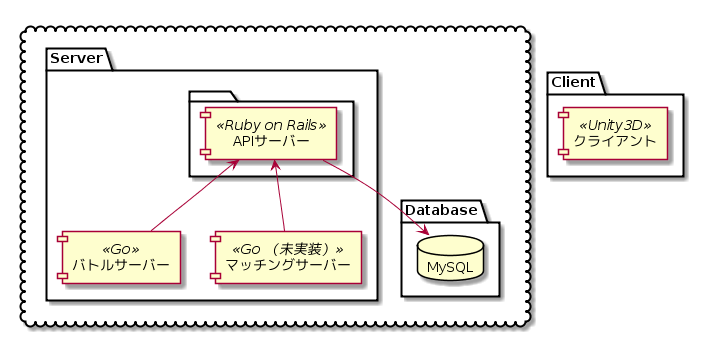 Server
Client
«Ruby on Rails»
APIサーバー
«Unity3D»
クライアント
Database
«Go»
バトルサーバー
«Go （未実装）»
マッチングサーバー
MySQL